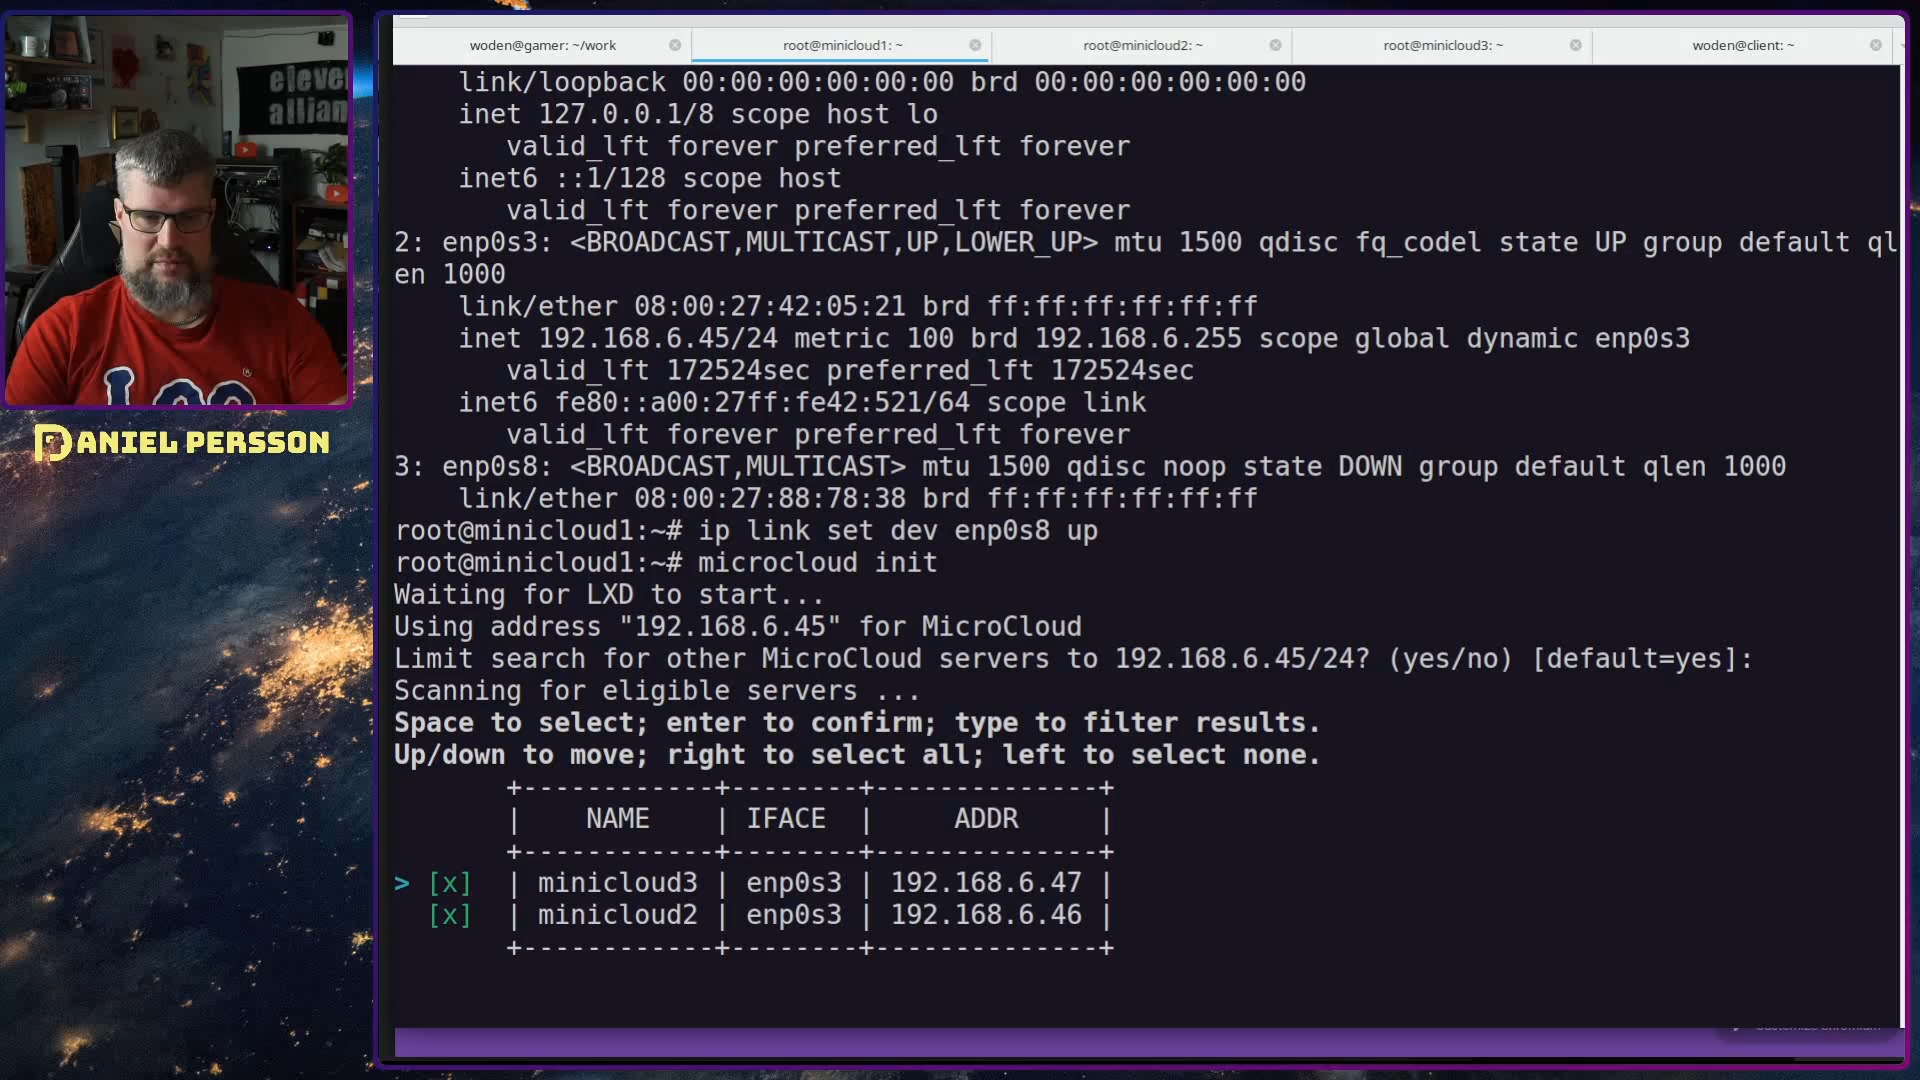 eleven
allian
DANIEL PERSSON
woden@gamer: ~/work
root@minicloud1: ~
root@minicloud2: ~
root@minicloud3: ~
woden@client: ~
link/loopback 00:00:00:00:00:00 brd 00:00:00:00:00:00
inet 127.0.0.1/8 scope host lo
valid_lft forever preferred_lft forever
inet6 ::1/128 scope host
valid_lft forever preferred_lft forever
2: enp0s3: <BROADCAST,MULTICAST,UP,LOWER_UP> mtu 1500 qdisc fq_codel state UP group default ql
en 1000
link/ether 08:00:27:42:05:21 brd ff:ff:ff:ff:ff:ff
inet 192.168.6.45/24 metric 100 brd 192.168.6.255 scope global dynamic enp0s3
valid_lft 172524sec preferred_lft 172524sec
inet6 fe80::a00:27ff:fe42:521/64 scope link
valid_lft forever preferred_lft forever
3: enp0s8: <BROADCAST,MULTICAST> mtu 1500 qdisc noop state DOWN group default qlen 1000
link/ether 08:00:27:88:78:38 brd ff:ff:ff:ff:ff:ff
root@minicloud1:~# ip link set dev enp0s8 up
root@minicloud1:~# microcloud init
Waiting for LXD to start...
Using address "192.168.6.45" for MicroCloud
Limit search for other MicroCloud servers to 192.168.6.45/24? (yes/no) [default=yes]:
Scanning for eligible servers ...
Space to select; enter to confirm; type to filter results.
Up/down to move; right to select all; left to select none.
+------------+--------+--------------+
| NAME | IFACE | ADDR |
+------------+--------+--------------+
> [x] | minicloud3 | enp0s3 | 192.168.6.47 |
[x] | minicloud2 | enp0s3 | 192.168.6.46 |
+------------+--------+--------------+